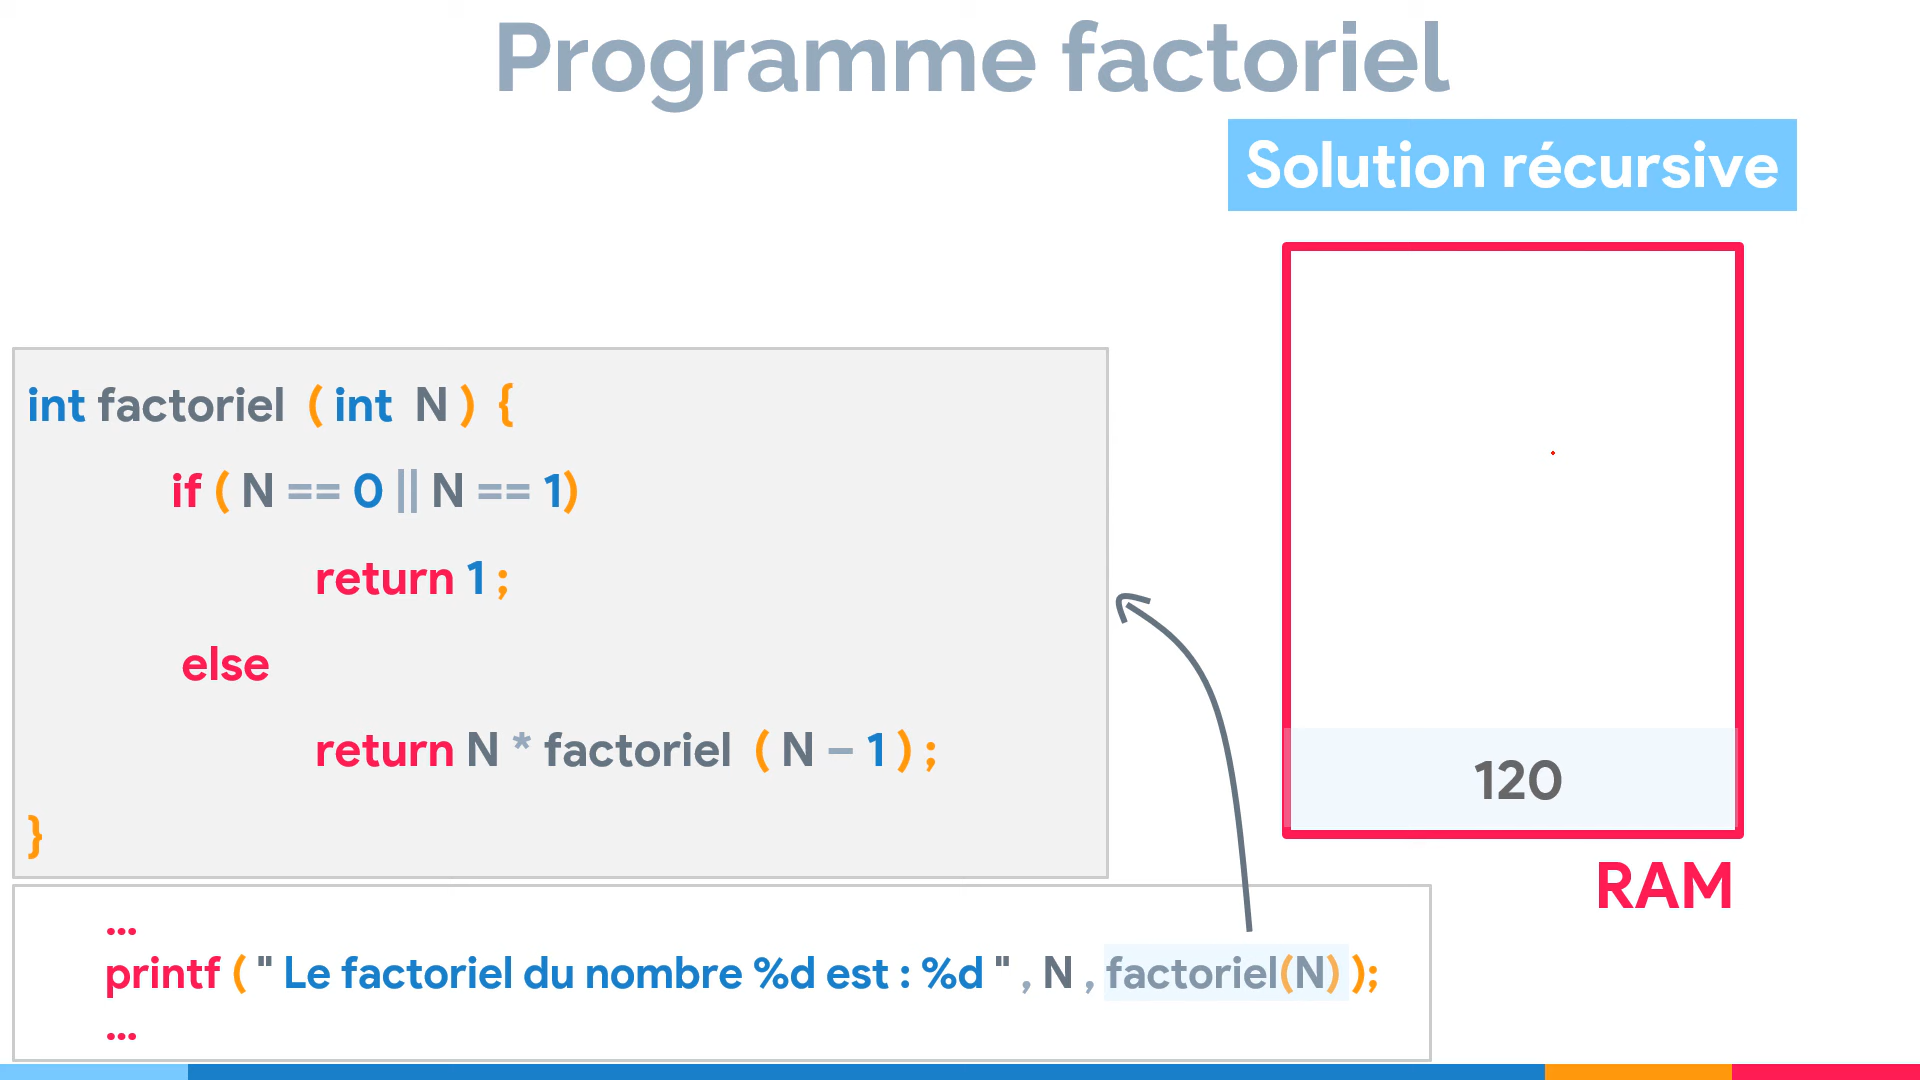 Programme factoriel
Solution récursive
int factoriel ( int N ) {
if ( N == 0 || N == 1)
return 1 ;
else
return N * factoriel ( N – 1 ) ;
}
120
RAM
...
printf ( " Le factoriel du nombre %d est : %d " , N , factoriel(N) );
...